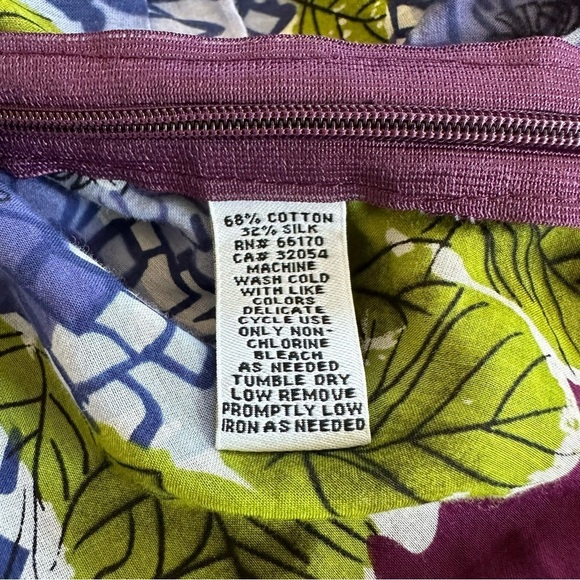 68% COTTON
32% SILK
RN# 66170
CA# 32054
MACHINE
WASH COLD
WITH LIKE
COLORS
DELICATE
CYCLE USE
ONLY NON-
CHLORINE
BLEACH
AS NEEDED
TUMBLE DRY
LOW REMOVE
PROMPTLY LOW
IRON AS NEEDED